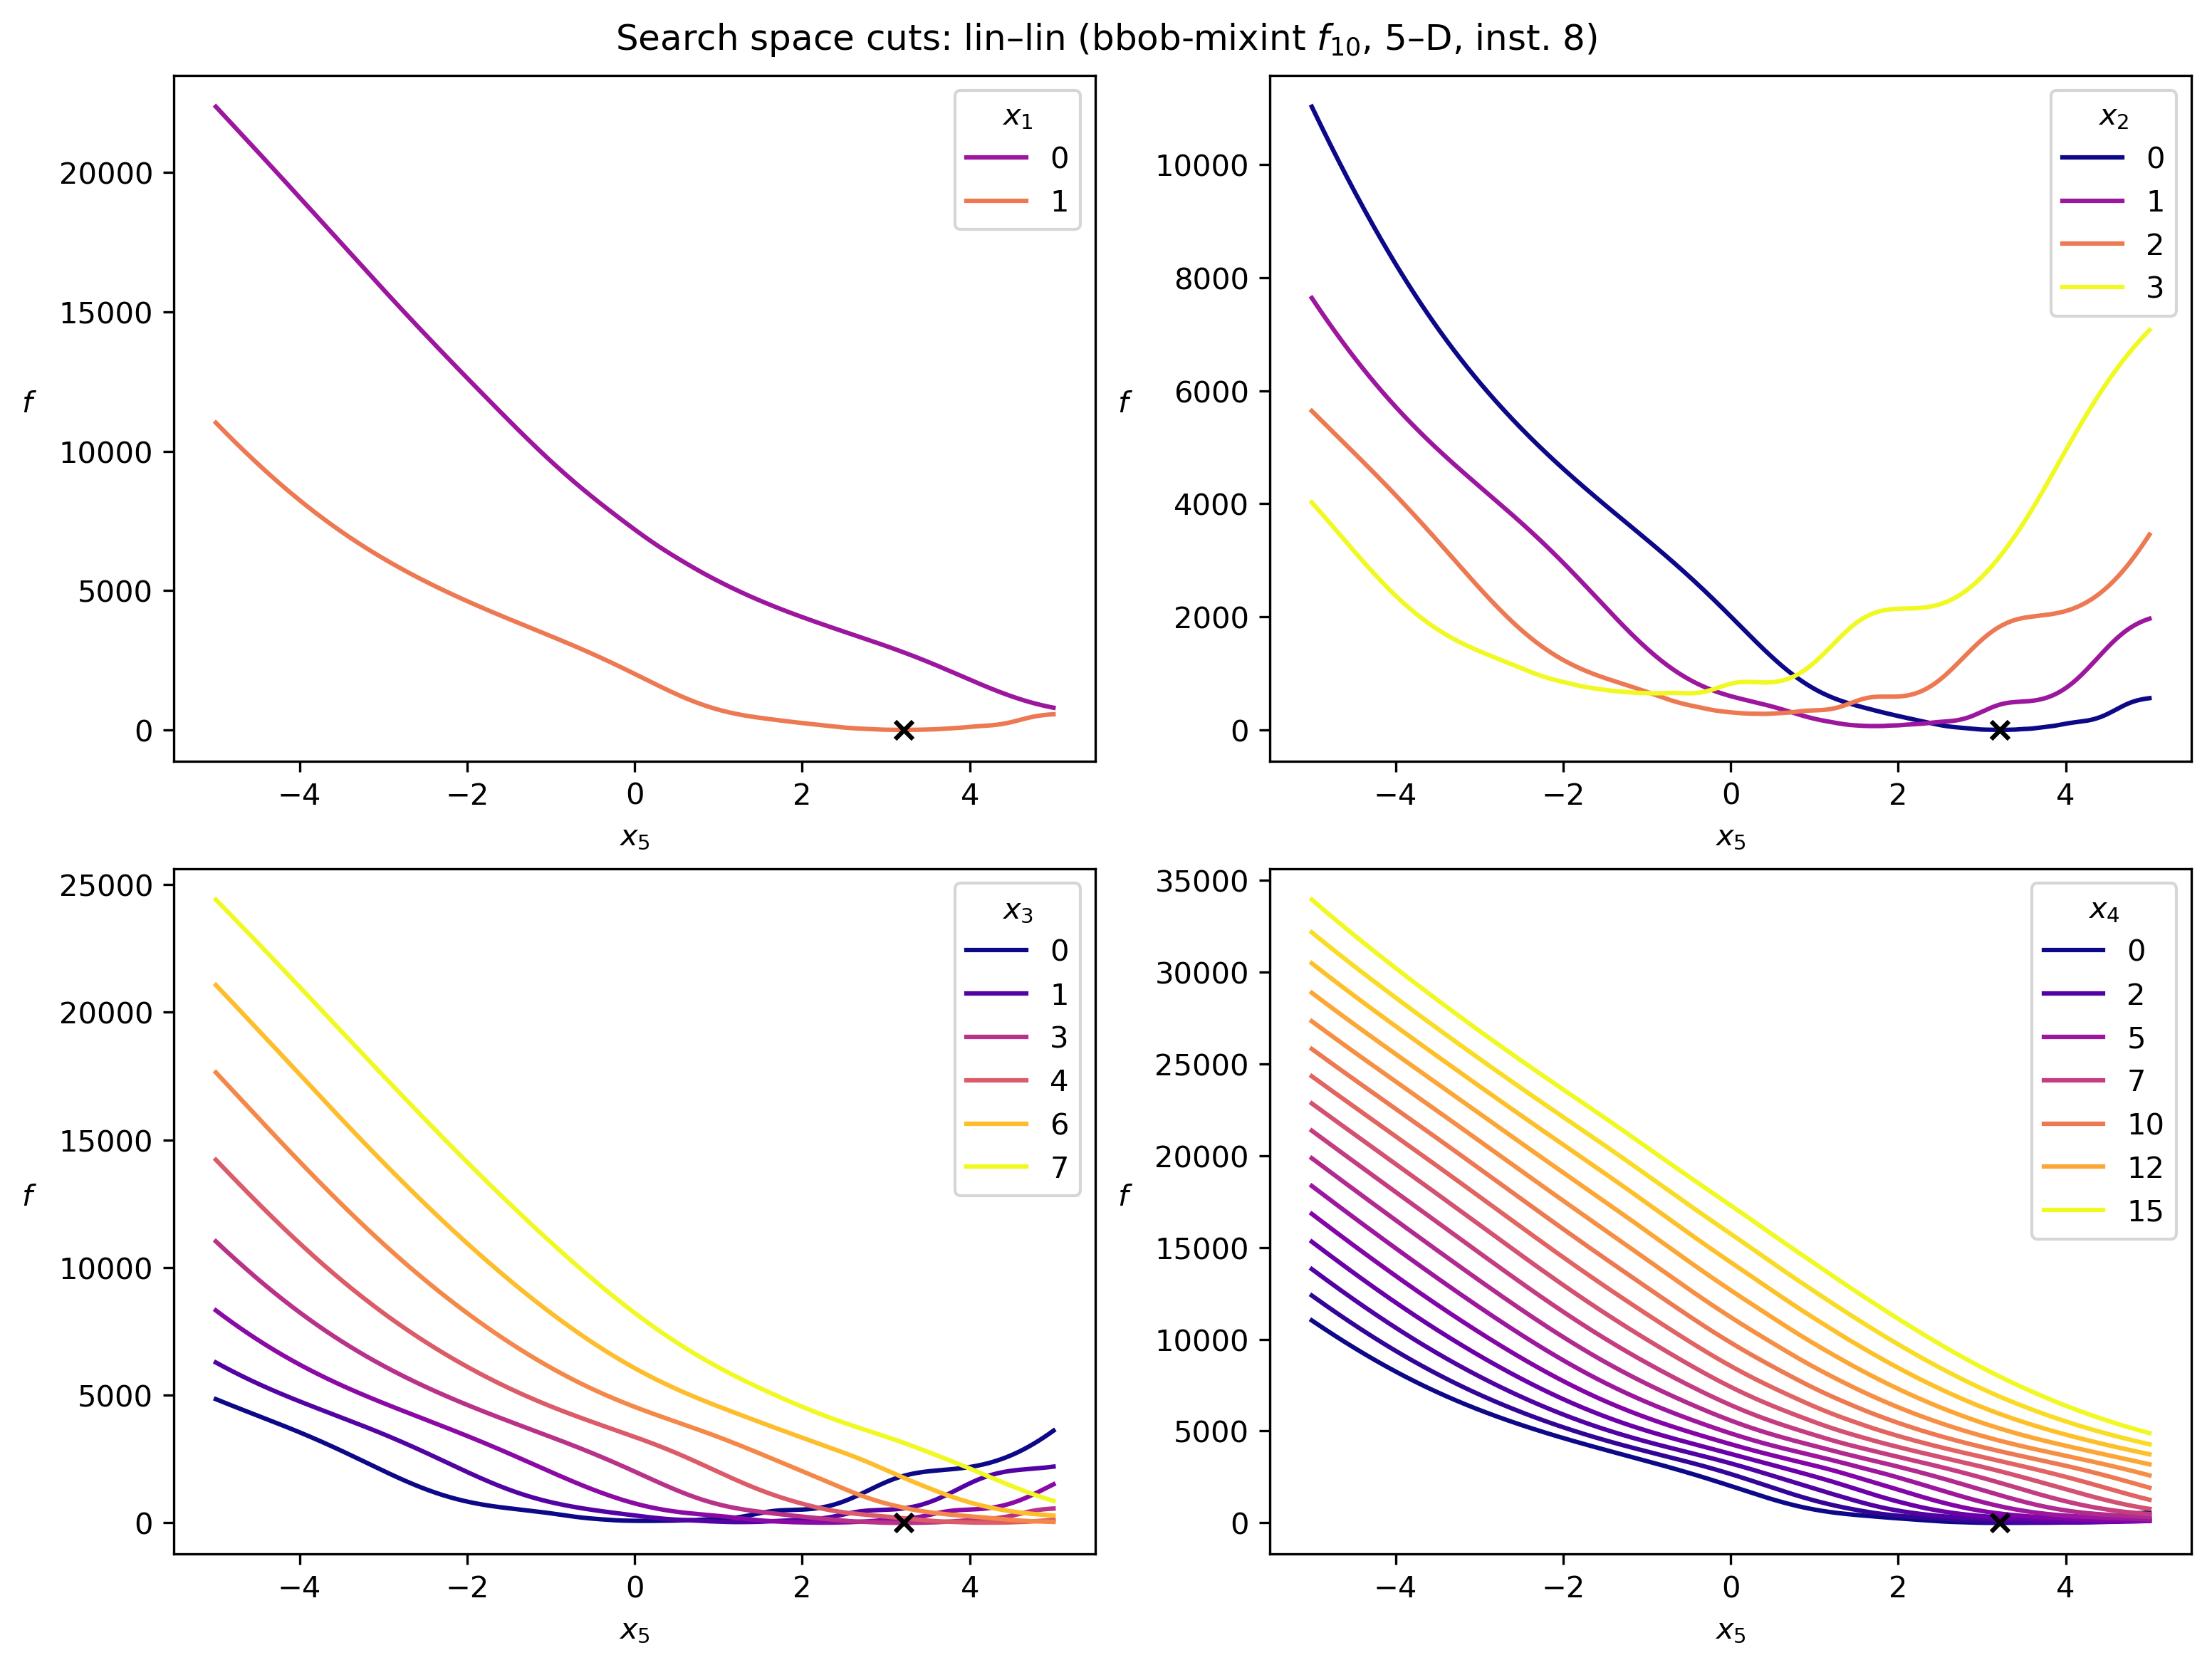 Search space cuts: lin–lin (bbob-mixint f10, 5–D, inst. 8)
x1
0
1
20000
15000
10000
5000
0
f
−4 −2 0 2 4
x5
x2
0
1
2
3
10000
8000
6000
4000
2000
0
f
−4 −2 0 2 4
x5
x3
0
1
3
4
6
7
25000
20000
15000
10000
5000
0
f
−4 −2 0 2 4
x5
x4
0
2
5
7
10
12
15
35000
30000
25000
20000
15000
10000
5000
0
f
−4 −2 0 2 4
x5